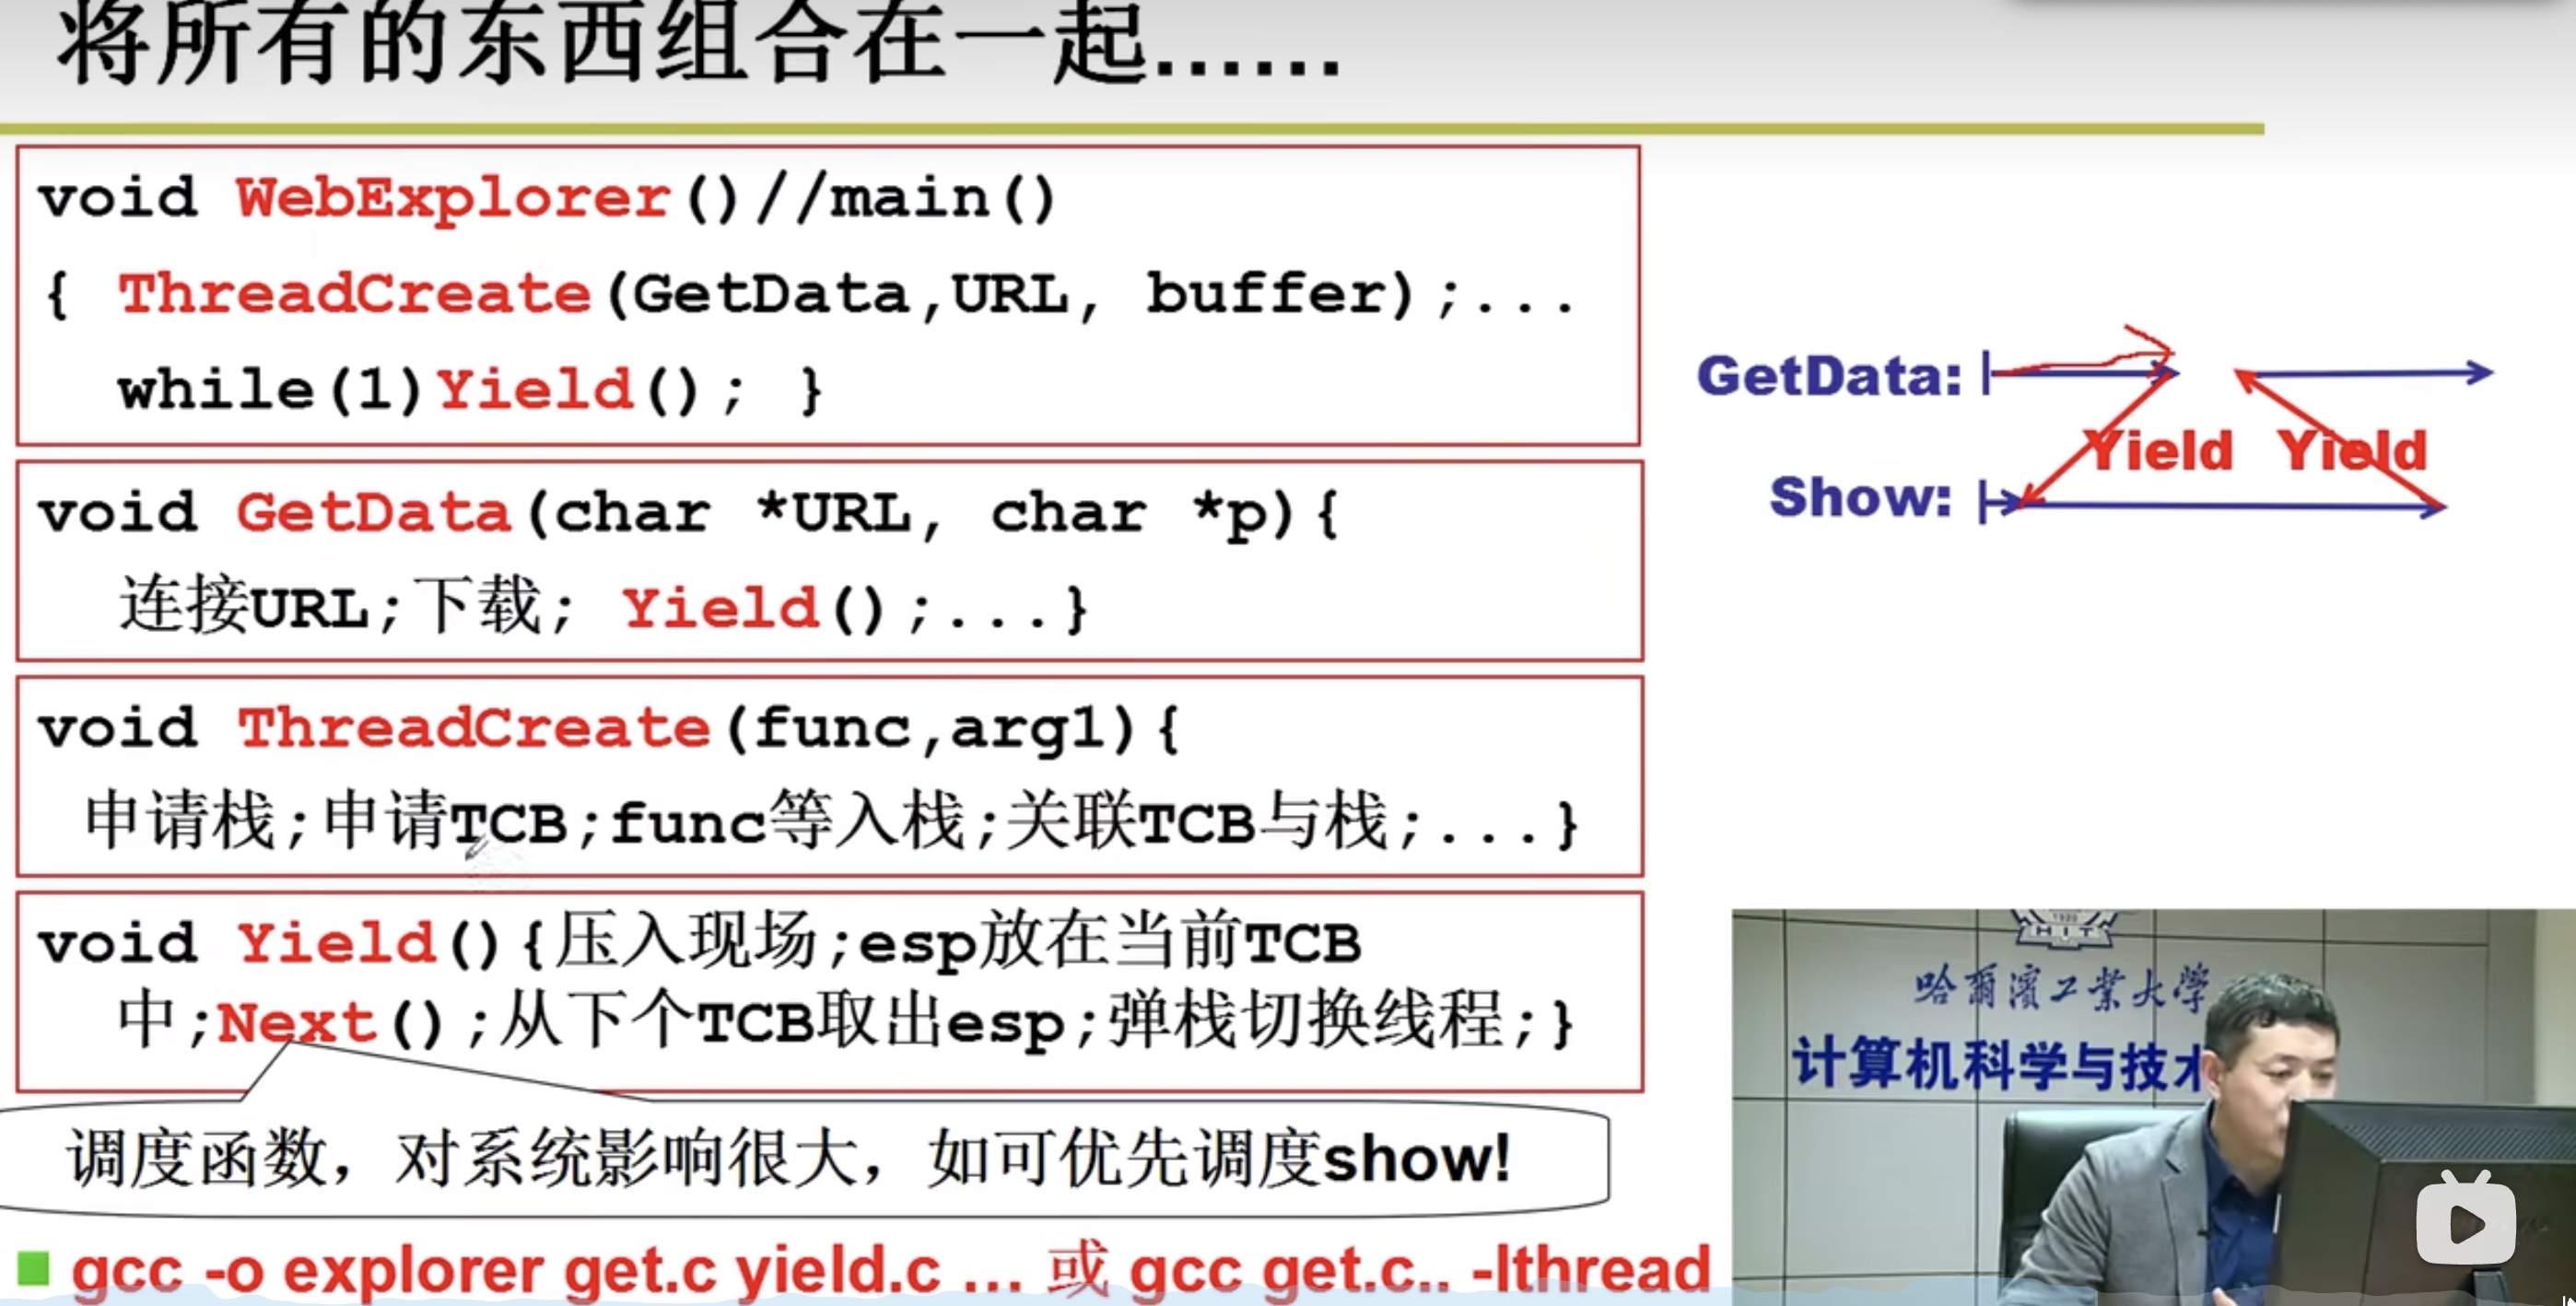 将所有的东西组合在一起……
void WebExplorer()//main()
{ ThreadCreate(GetData,URL, buffer);...
while(1)Yield(); }
void GetData(char *URL, char *p){
连接URL;下载; Yield();...}
void ThreadCreate(func,arg1){
申请栈;申请TCB;func等入栈;关联TCB与栈;...}
void Yield(){压入现场;esp放在当前TCB
中;Next();从下个TCB取出esp;弹栈切换线程;}
调度函数，对系统影响很大，如可优先调度show!
gcc -o explorer get.c yield.c ... 或 gcc get.c.. -lthread
GetData:
Yield Yield
Show:
1920
HIT
哈尔滨工业大学
计算机科学与技术